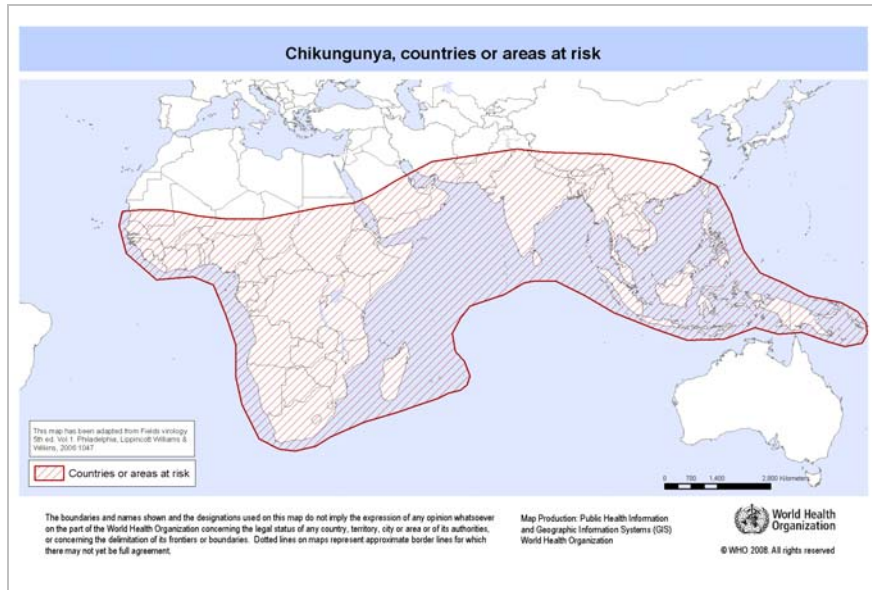 Chikungunya, countries or areas at risk
This map has been adapted from Fields virology
5th ed. Vol 1. Philadelphia, Lippincott Williams &
Wilkins, 2006:1047
Countries or areas at risk
0 700 1,400 2,800 Kilometers
The boundaries and names shown and the designations used on this map do not imply the expression of any opinion whatsoever
on the part of the World Health Organization concerning the legal status of any country, territory, city or area or of its authorities,
or concerning the delimitation of its frontiers or boundaries. Dotted lines on maps represent approximate border lines for which
there may not yet be full agreement.
Map Production: Public Health Information
and Geographic Information Systems (GIS)
World Health Organization
World Health
Organization
© WHO 2008. All rights reserved